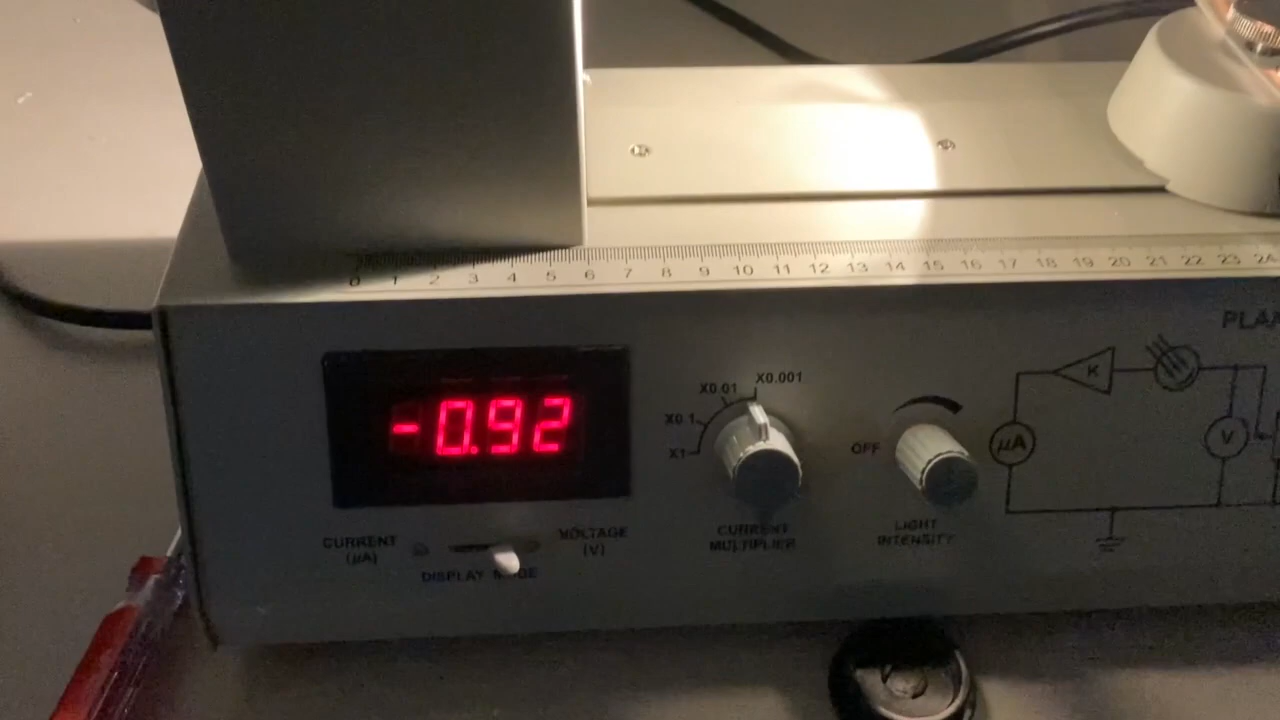 0 1 2 3 4 5 6 7 8 9 10 11 12 13 14 15 16 17 18 19 20 21 22 23 24
PLA
-0.92
X0.001
X0.01
X0.1
X1
OFF
K
μA
V
CURRENT
(μA)
VOLTAGE
(V)
DISPLAY MODE
CURRENT
MULTIPLIER
LIGHT
INTENSITY